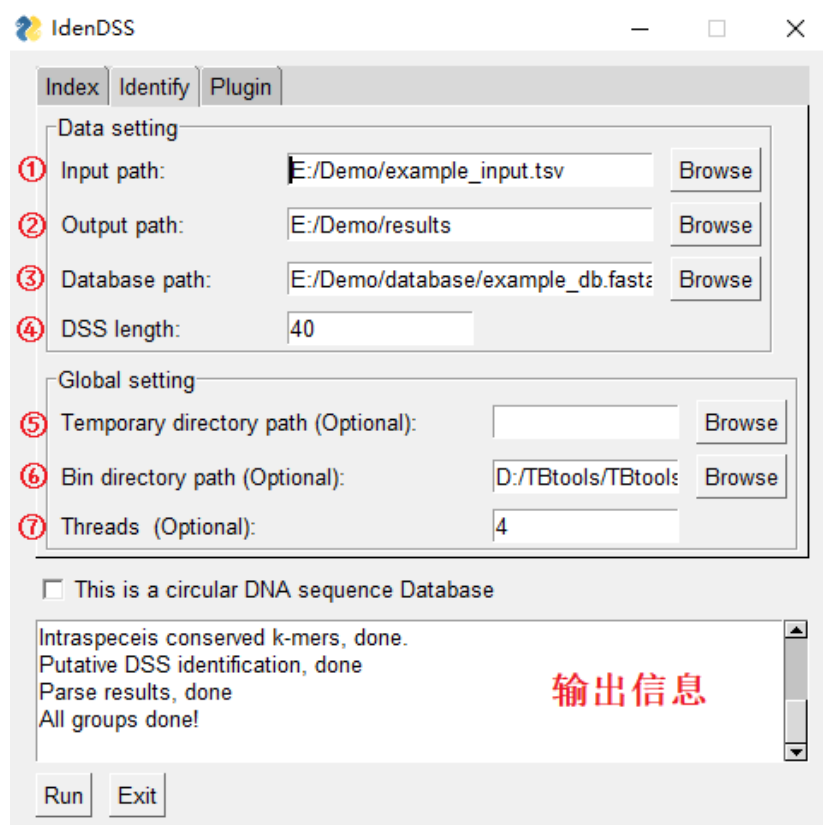 IdenDSS
Index Identify Plugin
Data setting
① Input path: E:/Demo/example_input.tsv Browse
② Output path: E:/Demo/results Browse
③ Database path: E:/Demo/database/example_db.fasta Browse
④ DSS length: 40
Global setting
⑤ Temporary directory path (Optional): Browse
⑥ Bin directory path (Optional): D:/TBtools/TBtools Browse
⑦ Threads (Optional): 4
This is a circular DNA sequence Database
Intraspeceis conserved k-mers, done.
Putative DSS identification, done
Parse results, done
All groups done!
输出信息
Run Exit